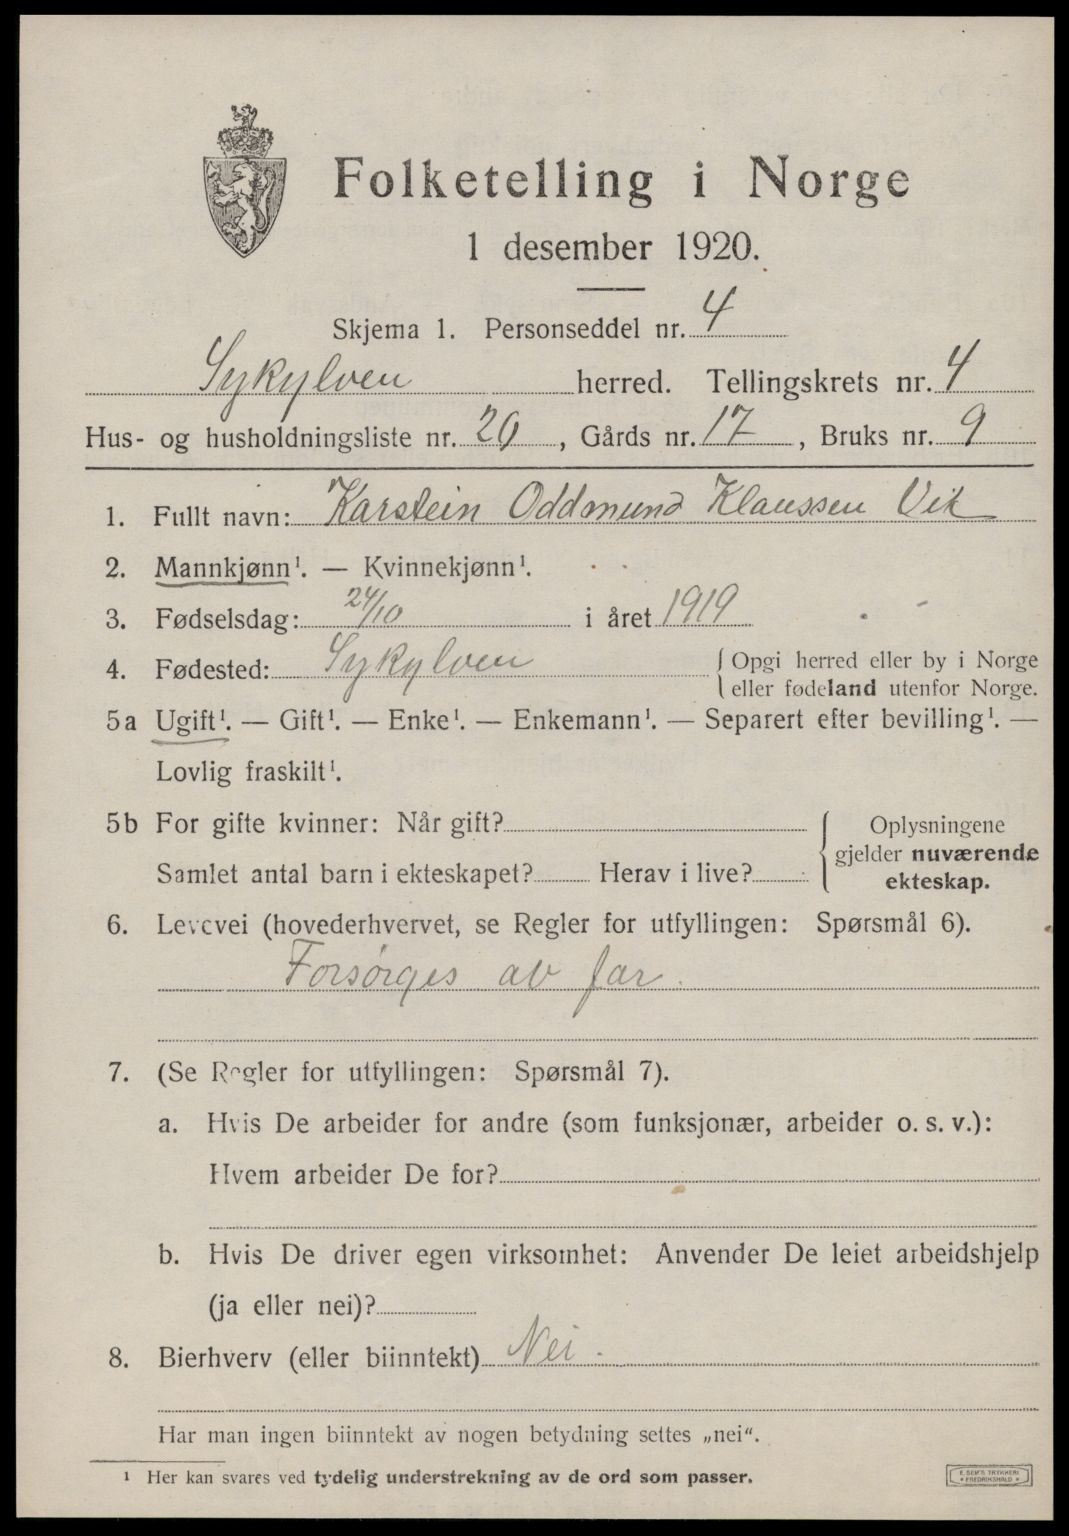 Folketelling i Norge
1 desember 1920.
Skjema 1. Personseddel nr. 4
Sykylven herred. Tellingskrets nr. 4
Hus- og husholdningsliste nr. 20, Gårds nr. 17, Bruks nr. 9
1. Fullt navn: Karstein Oddmund Klaussen Vik
2. Mannkjønn¹. — Kvinnekjønn¹.
3. Fødselsdag: 24/10 i året 1919
4. Fødested: Sykylven { Opgi herred eller by i Norge
eller fødeland utenfor Norge.
5a Ugift¹. — Gift¹. — Enke¹. — Enkemann¹. — Separert efter bevilling¹. —
Lovlig fraskilt¹.
5b For gifte kvinner: Når gift?
Samlet antal barn i ekteskapet? Herav i live?
Oplysningene
gjelder nuværende
ekteskap.
6. Levevei (hovederhvervet, se Regler for utfyllingen: Spørsmål 6).
Forsørges av far.
7. (Se Regler for utfyllingen: Spørsmål 7).
a. Hvis De arbeider for andre (som funksjonær, arbeider o. s. v.):
Hvem arbeider De for?
b. Hvis De driver egen virksomhet: Anvender De leiet arbeidshjelp
(ja eller nei)?
8. Bierhverv (eller biinntekt) Nei.
Har man ingen biinntekt av nogen betydning settes „nei".
¹ Her kan svares ved tydelig understrekning av de ord som passer.
E. SEM'S TRYKKERI
FREDRIKSHALD